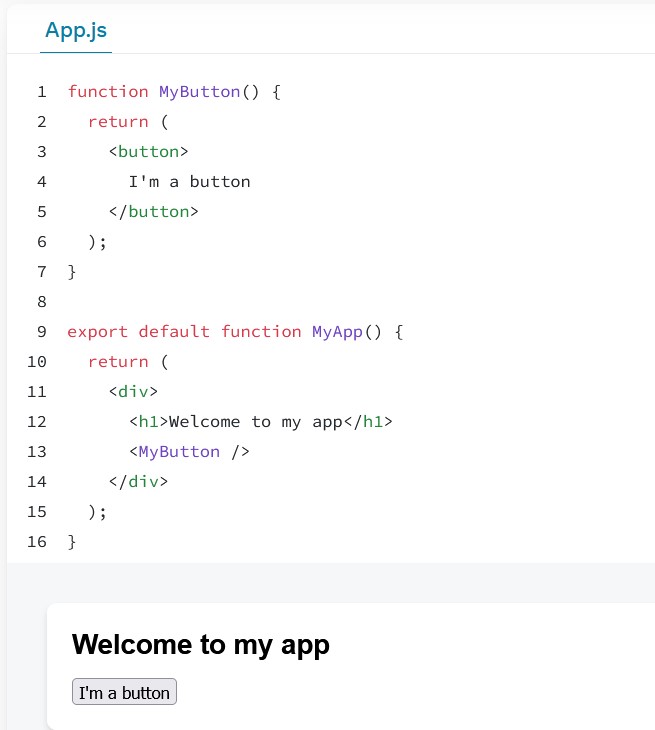 App.js
1 function MyButton() {
2 return (
3 <button>
4 I'm a button
5 </button>
6 );
7 }
8
9 export default function MyApp() {
10 return (
11 <div>
12 <h1>Welcome to my app</h1>
13 <MyButton />
14 </div>
15 );
16 }
Welcome to my app
I'm a button